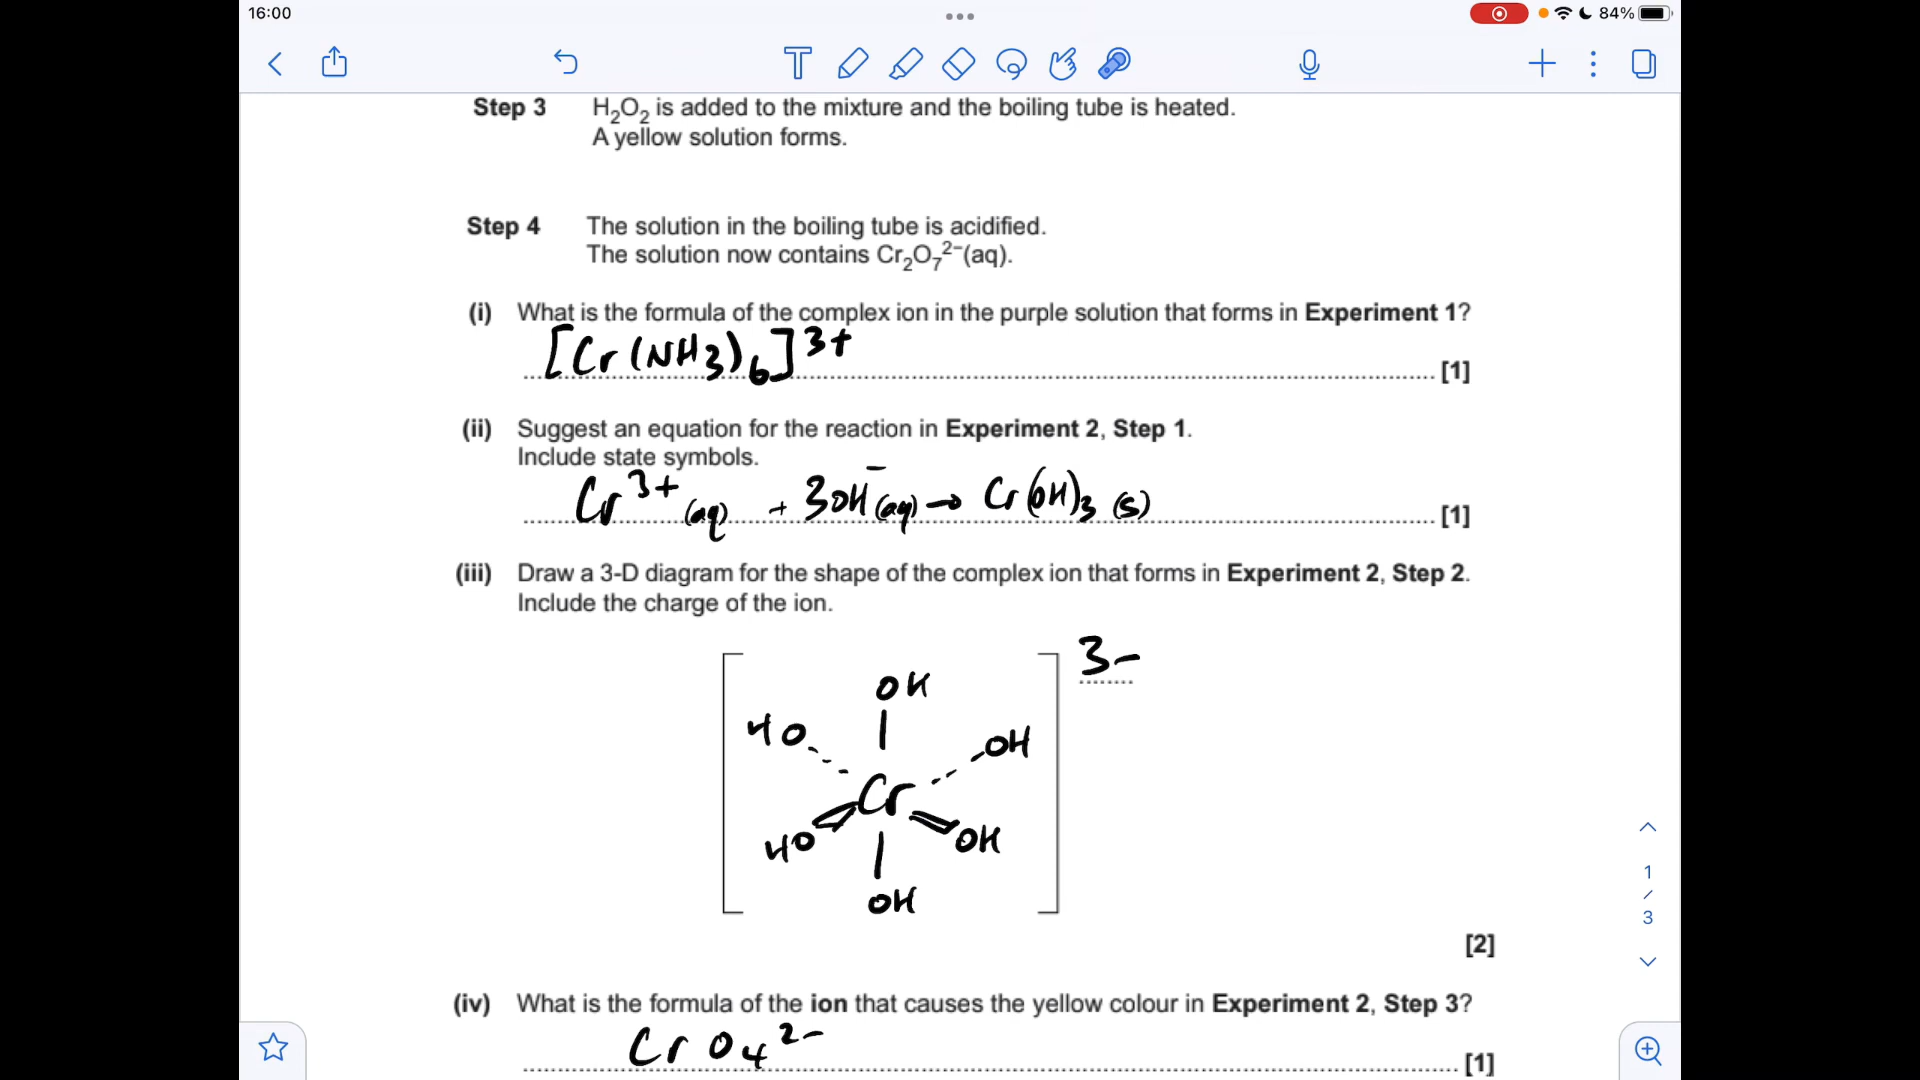 16:00
84%
T
Step 3 H₂O₂ is added to the mixture and the boiling tube is heated.
A yellow solution forms.
Step 4 The solution in the boiling tube is acidified.
The solution now contains Cr₂O₇²⁻(aq).
(i) What is the formula of the complex ion in the purple solution that forms in Experiment 1?
[Cr(NH3)₆]³⁺
[1]
(ii) Suggest an equation for the reaction in Experiment 2, Step 1.
Include state symbols.
Cr³⁺(aq) + 3OH⁻(aq) → Cr(OH)₃ (s)
[1]
(iii) Draw a 3-D diagram for the shape of the complex ion that forms in Experiment 2, Step 2.
Include the charge of the ion.
3-
OH
HO OH
Cr
HO OH
OH
[2]
1
/
3
(iv) What is the formula of the ion that causes the yellow colour in Experiment 2, Step 3?
CrO₄²⁻
[1]